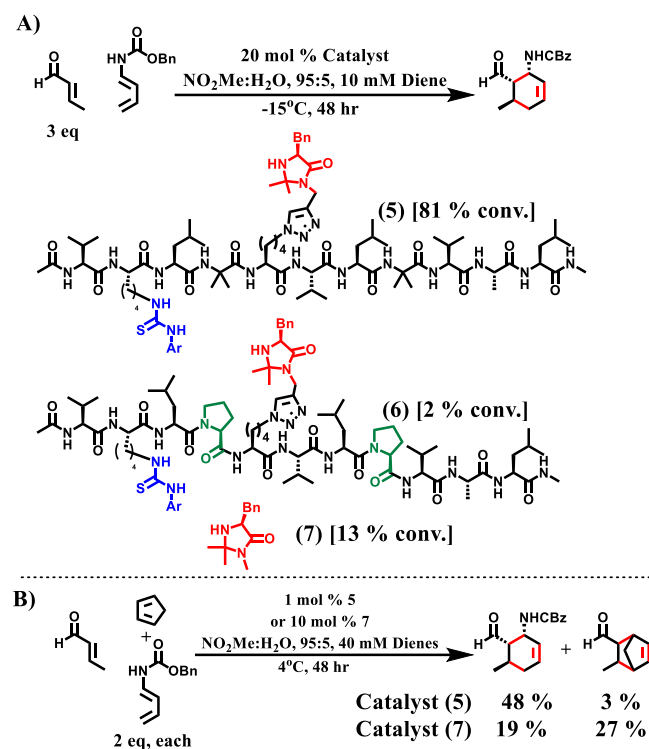 A)
O
H
3 eq
H
N
O
OBn
20 mol % Catalyst
NO2Me:H2O, 95:5, 10 mM Diene
-15°C, 48 hr
O
H
NHCBz
Bn
HN
O
N
N
N
N
4
(5) [81 % conv.]
O
N
H
O
H
N
O
N
H
O
H
N
O
N
H
O
H
N
O
N
H
O
H
N
O
N
H
O
H
N
O
N
H
O
H
N
4
NH
S
NH
Ar
Bn
HN
O
N
N
N
N
4
(6) [2 % conv.]
O
N
H
O
H
N
O
N
H
O
N
O
N
H
O
H
N
O
N
H
O
N
O
N
H
O
H
N
O
N
H
O
H
N
4
NH
S
NH
Ar
Bn
HN
O
N
(7) [13 % conv.]
B)
O
H
+
H
N
O
OBn
2 eq, each
1 mol % 5
or 10 mol % 7
NO2Me:H2O, 95:5, 40 mM Dienes
4°C, 48 hr
O
H
NHCBz
+
O
H
Catalyst (5) 48 % 3 %
Catalyst (7) 19 % 27 %